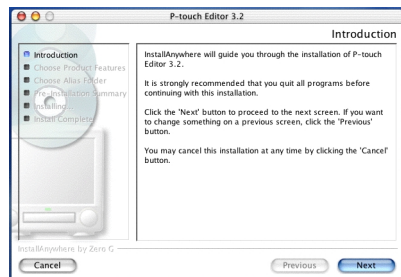 P-touch Editor 3.2
Introduction
Introduction
Choose Product Features
Choose Alias Folder
Pre-Installation Summary
Installing...
Install Complete
InstallAnywhere will guide you through the installation of P-touch
Editor 3.2.
It is strongly recommended that you quit all programs before
continuing with this installation.
Click the 'Next' button to proceed to the next screen. If you want
to change something on a previous screen, click the 'Previous'
button.
You may cancel this installation at any time by clicking the 'Cancel'
button.
InstallAnywhere by Zero G
Cancel
Previous
Next